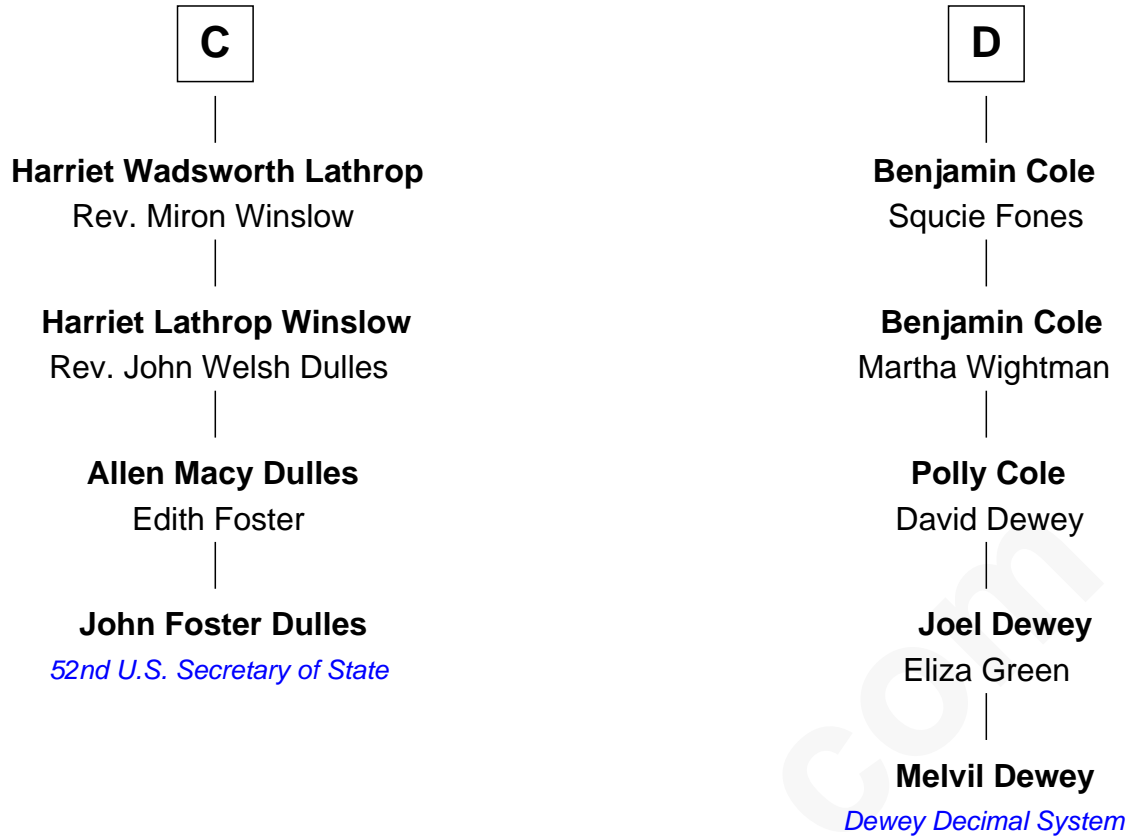 C
Harriet Wadsworth Lathrop
Rev. Miron Winslow
Harriet Lathrop Winslow
Rev. John Welsh Dulles
Allen Macy Dulles
Edith Foster
John Foster Dulles
52nd U.S. Secretary of State
D
Benjamin Cole
Squcie Fones
Benjamin Cole
Martha Wightman
Polly Cole
David Dewey
Joel Dewey
Eliza Green
Melvil Dewey
Dewey Decimal System
com